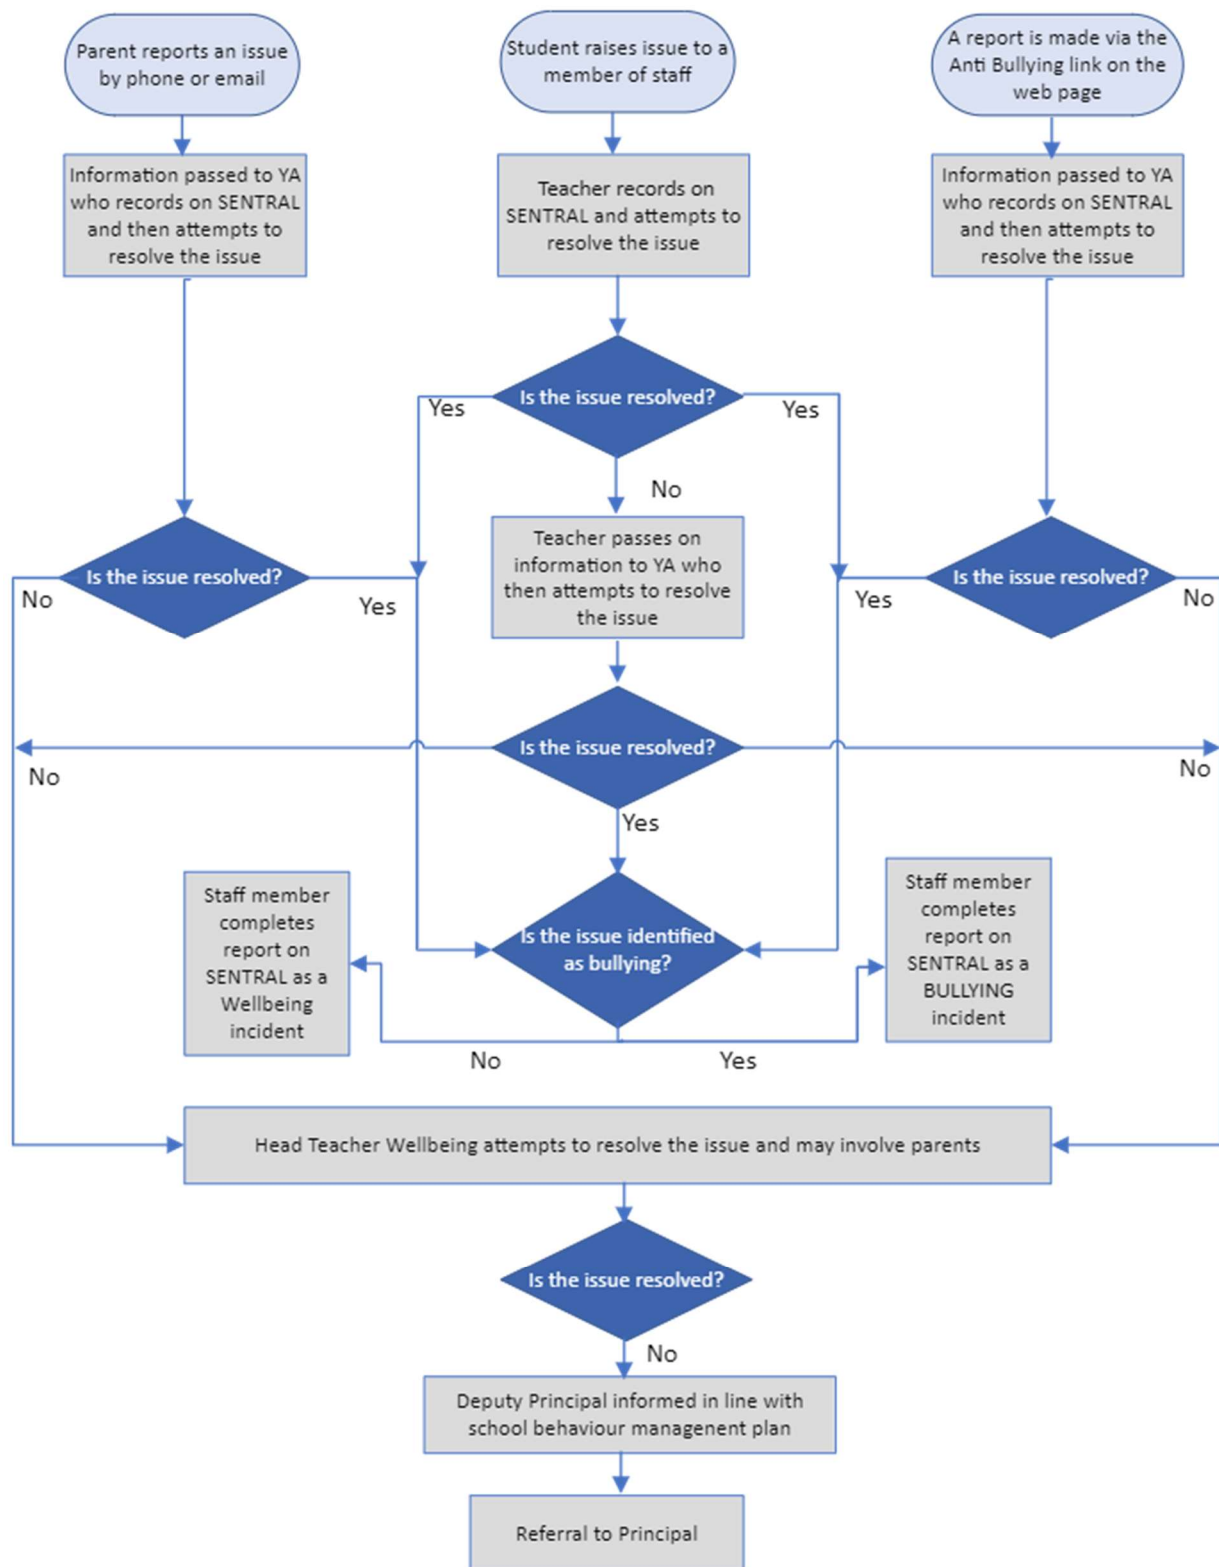 Parent reports an issue
by phone or email
Student raises issue to a
member of staff
A report is made via the
Anti Bullying link on the
web page
Information passed to YA
who records on SENTRAL
and then attempts to
resolve the issue
Teacher records on
SENTRAL and attempts to
resolve the issue
Information passed to YA
who records on SENTRAL
and then attempts to
resolve the issue
Is the issue resolved?
Yes
Yes
No
Teacher passes on
information to YA who
then attempts to resolve
the issue
Is the issue resolved?
No
Yes
Is the issue resolved?
Yes
No
Is the issue resolved?
No
No
Yes
Staff member
completes
report on
SENTRAL as a
Wellbeing
incident
Is the issue identified
as bullying?
Staff member
completes
report on
SENTRAL as a
BULLYING
incident
No
Yes
Head Teacher Wellbeing attempts to resolve the issue and may involve parents
Is the issue resolved?
No
Deputy Principal informed in line with
school behaviour managenent plan
Referral to Principal